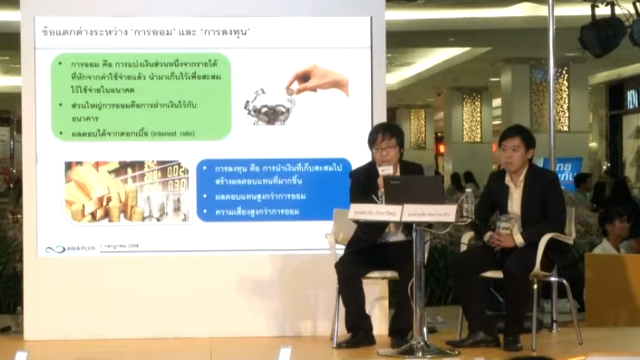 ข้อแตกต่างระหว่าง "การออม" และ "การลงทุน"
การออม คือ การแบ่งเงินส่วนหนึ่งจากรายได้
ที่หักจากค่าใช้จ่ายแล้ว นำมาเก็บไว้เพื่อสะสม
ไว้ใช้จ่ายในอนาคต
ส่วนใหญ่การออมคือการฝากเงินไว้กับ
ธนาคาร
ผลตอบได้จากดอกเบี้ย (interest rate)
การลงทุน คือ การนำเงินที่เก็บสะสมไป
สร้างผลตอบแทนที่มากขึ้น
ผลตอบแทนสูงกว่าการออม
ความเสี่ยงสูงกว่าการออม
ASIA PLUS